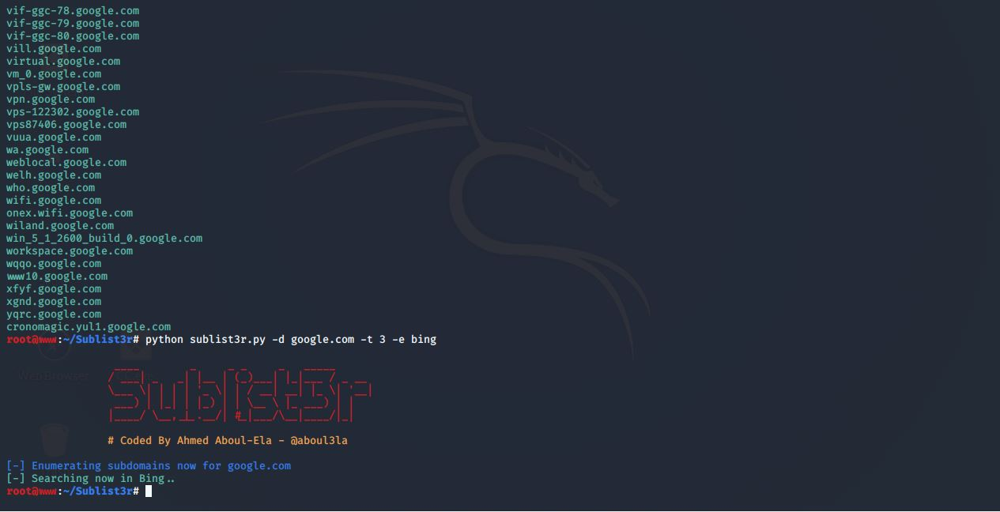 vif-ggc-78.google.com
vif-ggc-79.google.com
vif-ggc-80.google.com
vill.google.com
virtual.google.com
vm_0.google.com
vpls-gw.google.com
vpn.google.com
vps-122302.google.com
vps87406.google.com
vuua.google.com
wa.google.com
weblocal.google.com
welh.google.com
who.google.com
wifi.google.com
onex.wifi.google.com
wiland.google.com
win_5_1_2600_build_0.google.com
workspace.google.com
wqqo.google.com
www10.google.com
xfyf.google.com
xgnd.google.com
yqrc.google.com
cronomagic.yul1.google.com
root@www:~/Sublist3r# python sublist3r.py -d google.com -t 3 -e bing
Web Browser
Sublist3r
# Coded By Ahmed Aboul-Ela - @aboul3la
[-] Enumerating subdomains now for google.com
[-] Searching now in Bing..
root@www:~/Sublist3r#